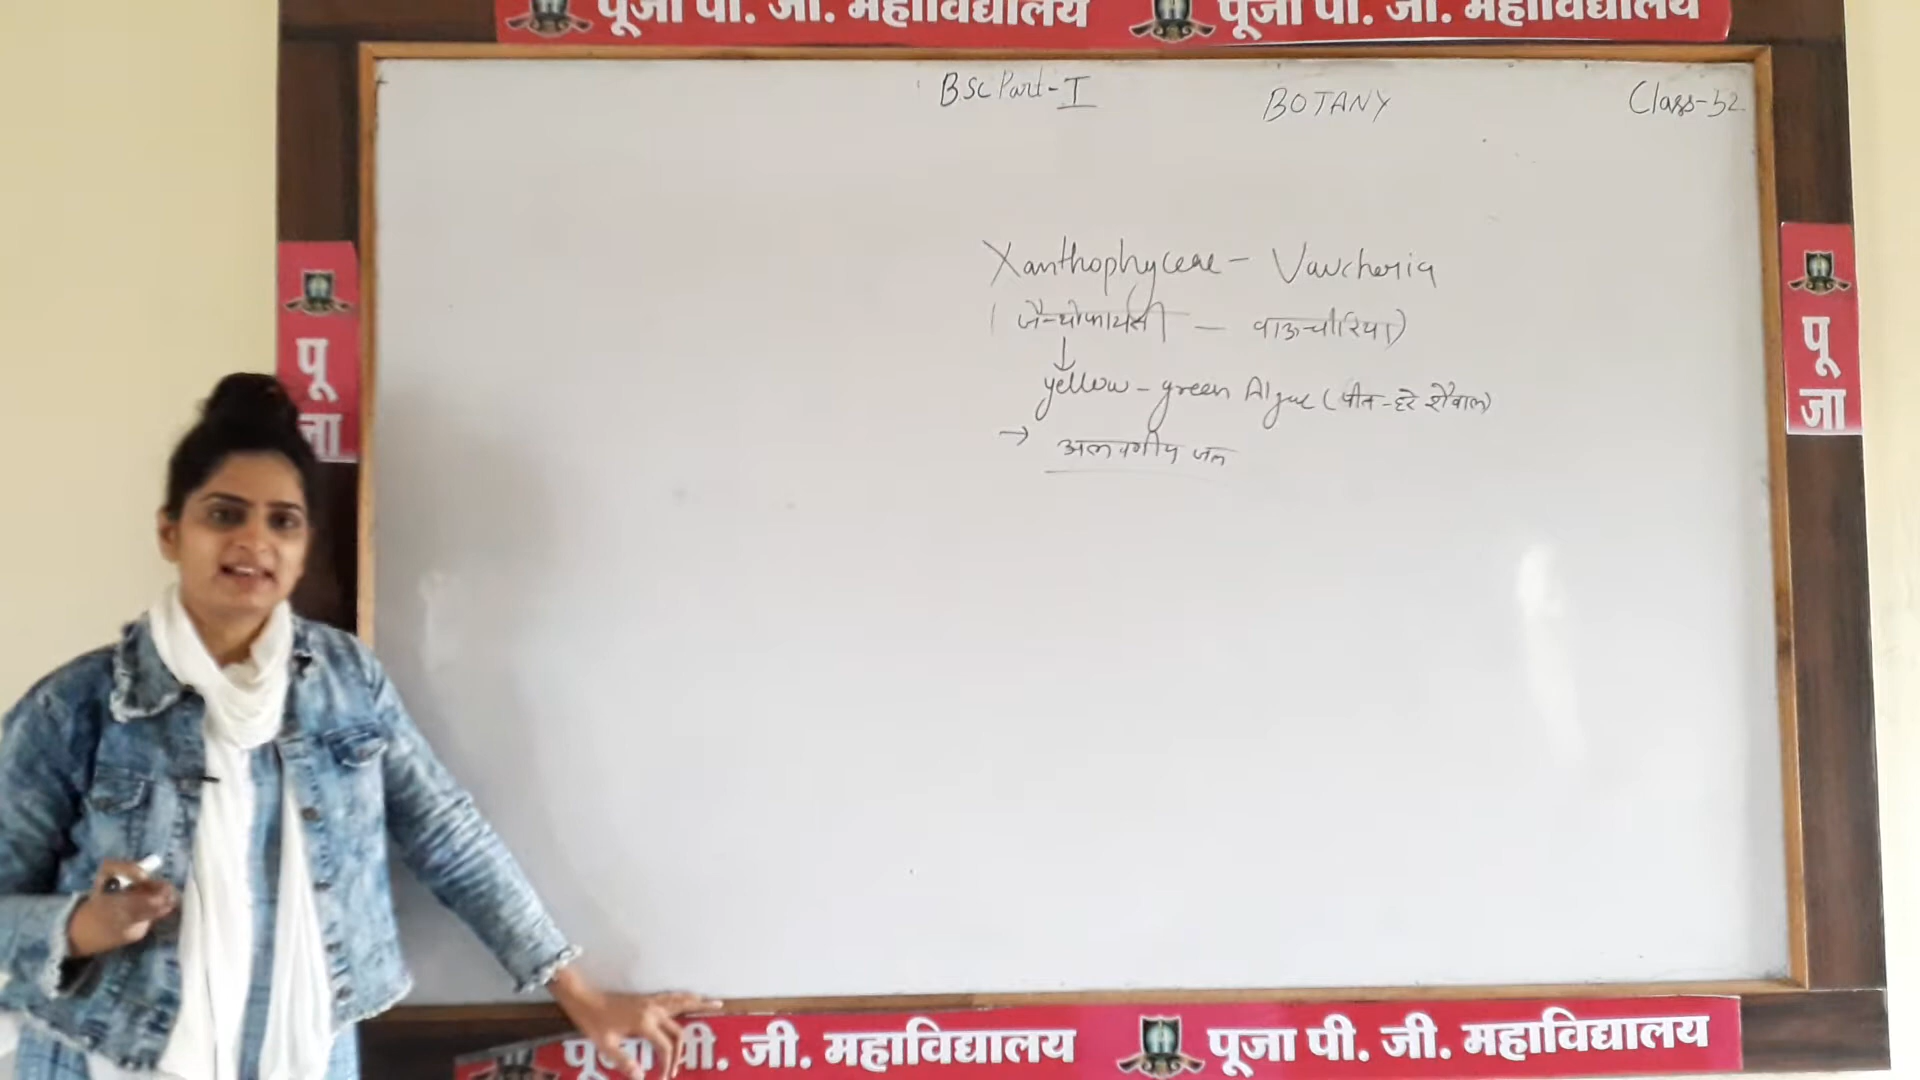 पूजा पी. जी. महाविद्यालय पूजा पी. जी. महाविद्यालय
BSc Part-I BOTANY Class-52
Xanthophyceae - Vaucheria
(जैन्थोफायसी - वाऊचीरिया)
↓
yellow-green Algae (पीत-हरे शैवाल)
→ अलवणीय जल
पूजा
पूजा
पूजा पी. जी. महाविद्यालय पूजा पी. जी. महाविद्यालय